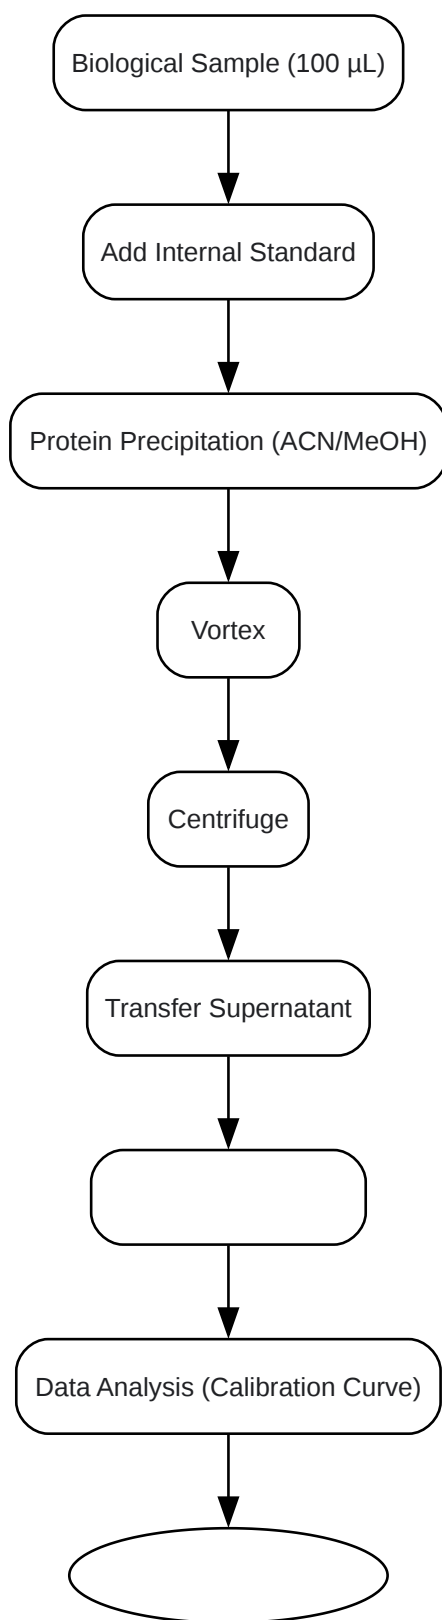 Biological Sample (100 µL)
Add Internal Standard
Protein Precipitation (ACN/MeOH)
Vortex
Centrifuge
Transfer Supernatant
Data Analysis (Calibration Curve)